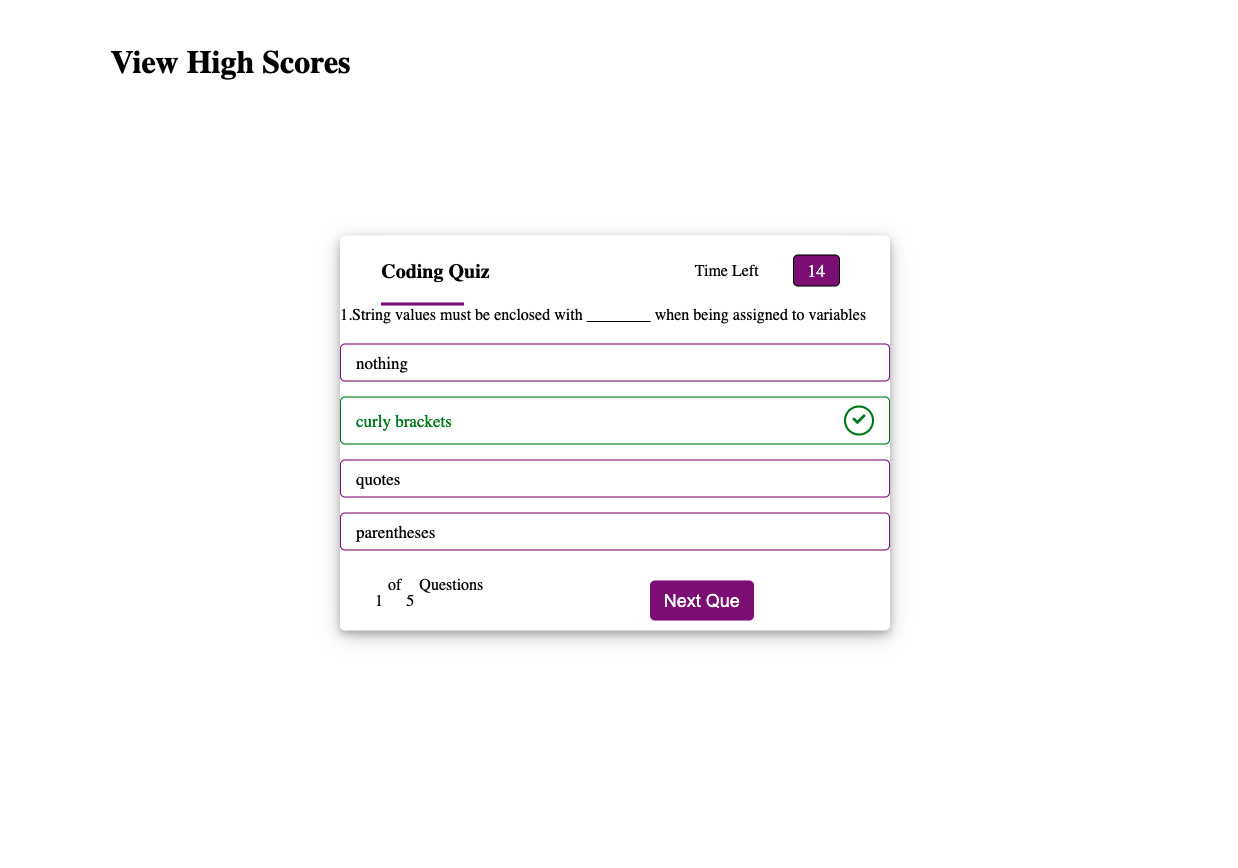 View High Scores
Coding Quiz
Time Left
14
1.String values must be enclosed with ________ when being assigned to variables
nothing
curly brackets
quotes
parentheses
1 of 5 Questions
Next Que